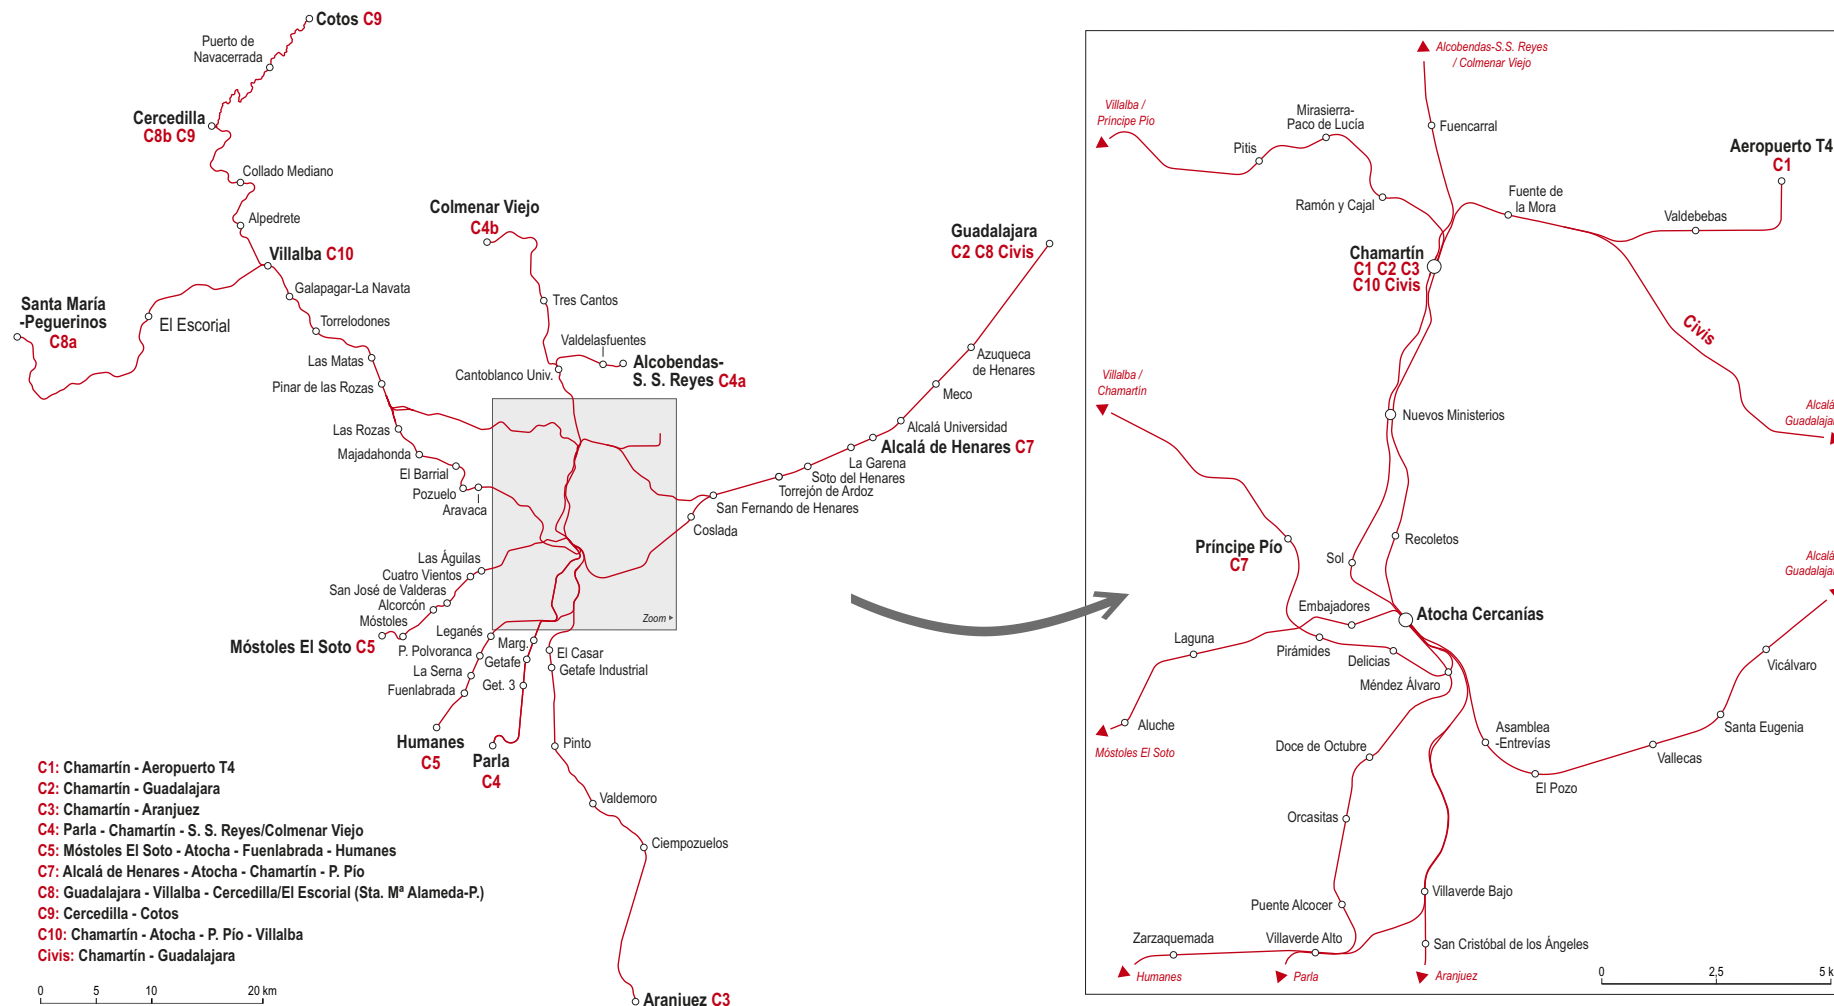 Cotos C9
Puerto de
Navacerrada
Cercedilla
C8b C9
Collado Mediano
Alpedrete
Villalba C10
Galapagar-La Navata
Santa María
-Peguerinos
C8a
El Escorial
Torrelodones
Las Matas
Pinar de las Rozas
Las Rozas
Majadahonda
El Barrial
Pozuelo
Aravaca
Colmenar Viejo
C4b
Tres Cantos
Valdelasfuentes
Cantoblanco Univ.
Alcobendas-
S. S. Reyes C4a
Guadalajara
C2 C8 Civis
Azuqueca
de Henares
Meco
Alcalá Universidad
Alcalá de Henares C7
La Garena
Soto del Henares
Torrejón de Ardoz
San Fernando de Henares
Coslada
Zoom
Las Águilas
Cuatro Vientos
San José de Valderas
Alcorcón
Móstoles
Móstoles El Soto C5
Leganés
P. Polvoranca
La Serna
Fuenlabrada
Humanes
C5
Marg.
Getafe
Get. 3
Parla
C4
El Casar
Getafe Industrial
Pinto
Valdemoro
Ciempozuelos
Aranjuez C3
C1: Chamartín - Aeropuerto T4
C2: Chamartín - Guadalajara
C3: Chamartín - Aranjuez
C4: Parla - Chamartín - S. S. Reyes/Colmenar Viejo
C5: Móstoles El Soto - Atocha - Fuenlabrada - Humanes
C7: Alcalá de Henares - Atocha - Chamartín - P. Pío
C8: Guadalajara - Villalba - Cercedilla/El Escorial (Sta. Mª Alameda-P.)
C9: Cercedilla - Cotos
C10: Chamartín - Atocha - P. Pío - Villalba
Civis: Chamartín - Guadalajara
0 5 10 20 km
Alcobendas-S.S. Reyes
/ Colmenar Viejo
Villalba /
Príncipe Pío
Mirasierra-
Paco de Lucía
Pitis
Fuencarral
Ramón y Cajal
Aeropuerto T4
C1
Fuente de
la Mora
Valdebebas
Chamartín
C1 C2 C3
C10 Civis
Civis
Villalba /
Chamartín
Nuevos Ministerios
Alcalá
Guadalajar
Príncipe Pío
C7
Sol
Recoletos
Embajadores
Atocha Cercanías
Alcalá
Guadalajar
Laguna
Pirámides
Delicias
Méndez Álvaro
Vicálvaro
Aluche
Móstoles El Soto
Doce de Octubre
Asamblea
-Entrevías
Santa Eugenia
Vallecas
El Pozo
Orcasitas
Puente Alcocer
Villaverde Bajo
Zarzaquemada
Villaverde Alto
San Cristóbal de los Ángeles
Humanes
Parla
Aranjuez
0 2,5 5 k